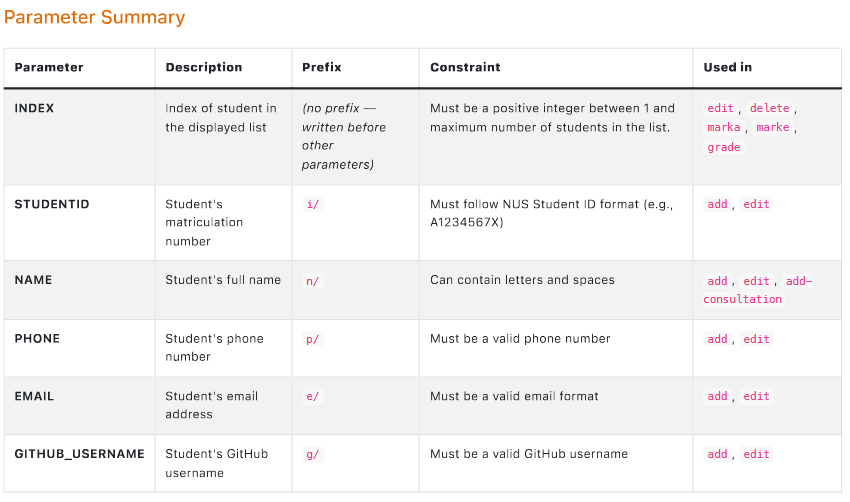 Parameter Summary
Parameter Description Prefix Constraint Used in
INDEX Index of student in (no prefix — Must be a positive integer between 1 and edit , delete ,
the displayed list written before maximum number of students in the list. marka , marke ,
other grade
parameters)
STUDENTID Student's i/ Must follow NUS Student ID format (e.g., add , edit
matriculation A1234567X)
number
NAME Student's full name n/ Can contain letters and spaces add , edit , add-
consultation
PHONE Student's phone p/ Must be a valid phone number add , edit
number
EMAIL Student's email e/ Must be a valid email format add , edit
address
GITHUB_USERNAME Student's GitHub g/ Must be a valid GitHub username add , edit
username